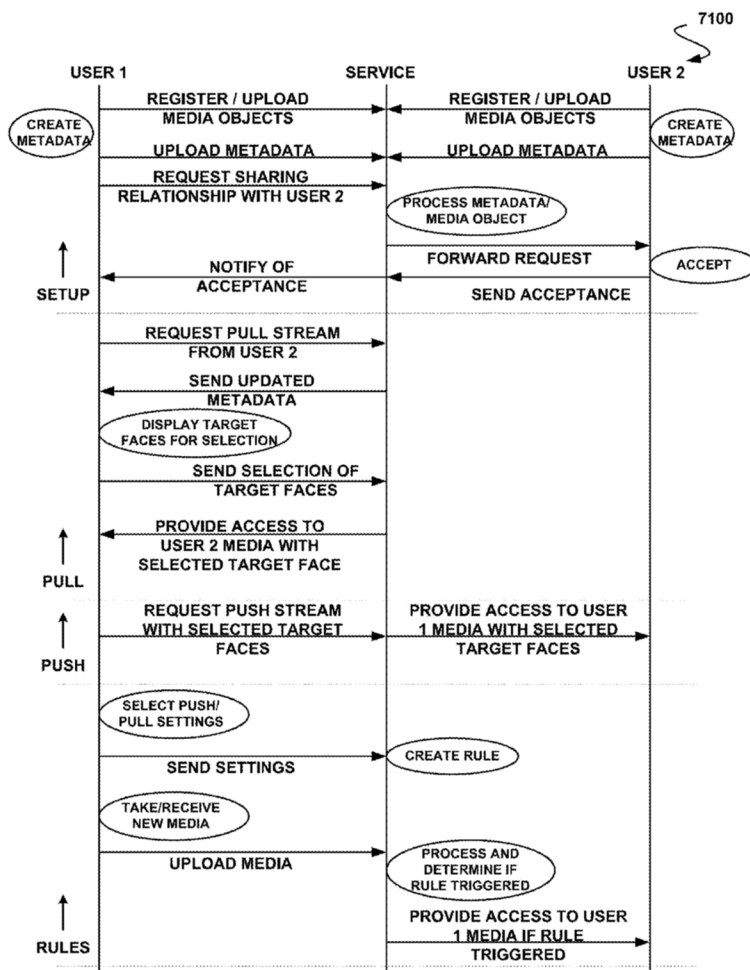 7100
USER 1 SERVICE USER 2
REGISTER / UPLOAD
MEDIA OBJECTS
REGISTER / UPLOAD
MEDIA OBJECTS
CREATE
METADATA
CREATE
METADATA
UPLOAD METADATA
UPLOAD METADATA
REQUEST SHARING
RELATIONSHIP WITH USER 2
PROCESS METADATA/
MEDIA OBJECT
FORWARD REQUEST
ACCEPT
NOTIFY OF
ACCEPTANCE
SEND ACCEPTANCE
SETUP
REQUEST PULL STREAM
FROM USER 2
SEND UPDATED
METADATA
DISPLAY TARGET
FACES FOR SELECTION
SEND SELECTION OF
TARGET FACES
PROVIDE ACCESS TO
USER 2 MEDIA WITH
SELECTED TARGET FACE
PULL
REQUEST PUSH STREAM
WITH SELECTED TARGET
FACES
PROVIDE ACCESS TO USER
1 MEDIA WITH SELECTED
TARGET FACES
PUSH
SELECT PUSH/
PULL SETTINGS
SEND SETTINGS
CREATE RULE
TAKE/RECEIVE
NEW MEDIA
UPLOAD MEDIA
PROCESS AND
DETERMINE IF
RULE TRIGGERED
PROVIDE ACCESS TO USER
1 MEDIA IF RULE
TRIGGERED
RULES